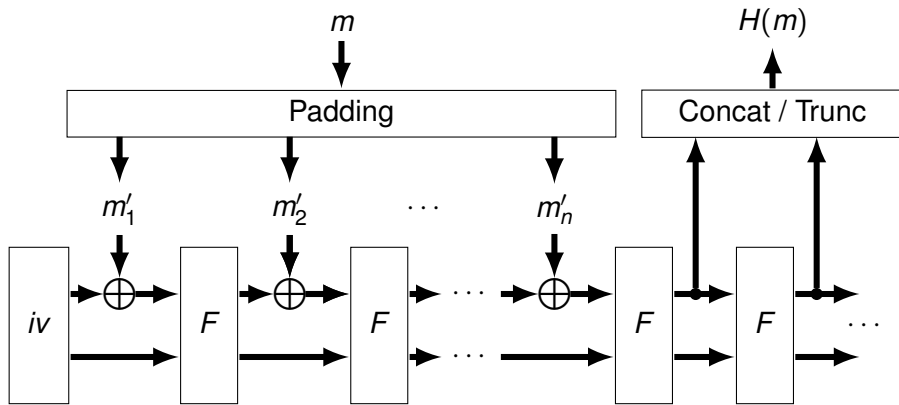 m H(m)
Padding Concat / Trunc
m′₁ m′₂ ··· m′ₙ
iv F F ··· F F ···
···